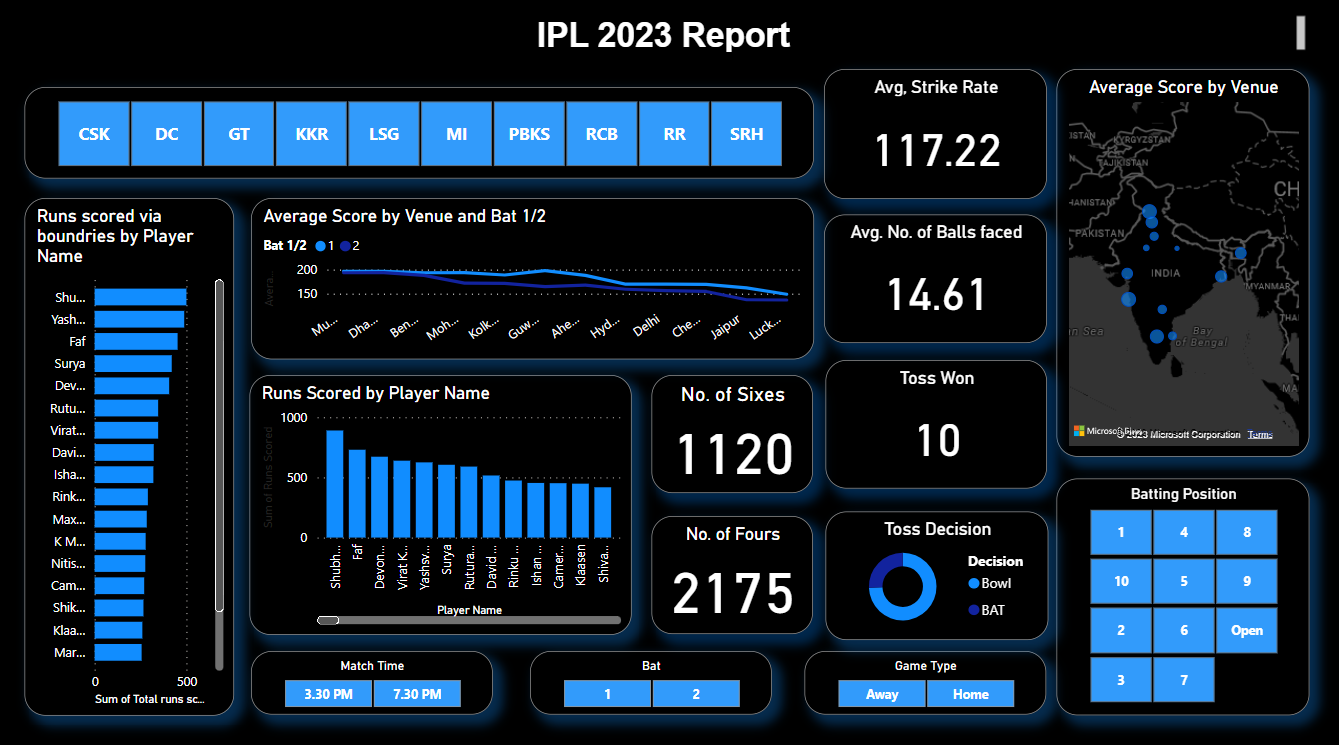 IPL 2023 Report
CSK
DC
GT
KKR
LSG
MI
PBKS
RCB
RR
SRH
Avg, Strike Rate
117.22
Average Score by Venue
KYRGYZSTAN
TAJIKISTAN
CH
PAKISTAN
INDIA
MYANMAR
Bay
of Bengal
an Sea
© 2023 Microsoft Corporation
Terms
Runs scored via
boundries by Player
Name
Shu...
Yash...
Faf
Surya
Dev...
Rutu...
Virat...
Davi...
Isha...
Rink...
Max...
K M...
Nitis...
Cam...
Shik...
Klaa...
Mar...
0
500
Sum of Total runs sc...
Average Score by Venue and Bat 1/2
Bat 1/2
1
2
Avera...
200
150
Mu...
Dha...
Ben...
Moh...
Kolk...
Guw...
Ahe...
Hyd...
Delhi
Che...
Jaipur
Luck...
Avg. No. of Balls faced
14.61
Runs Scored by Player Name
Sum of Runs Scored
1000
500
0
Shubh...
Faf
Devon...
Virat K...
Yashsv...
Surya
Rutura...
David ...
Rinku ...
Ishan ...
Camer...
Klaasen
Shiva...
Player Name
No. of Sixes
1120
Toss Won
10
No. of Fours
2175
Toss Decision
Decision
Bowl
BAT
Batting Position
1
4
8
10
5
9
2
6
Open
3
7
Match Time
3.30 PM
7.30 PM
Bat
1
2
Game Type
Away
Home